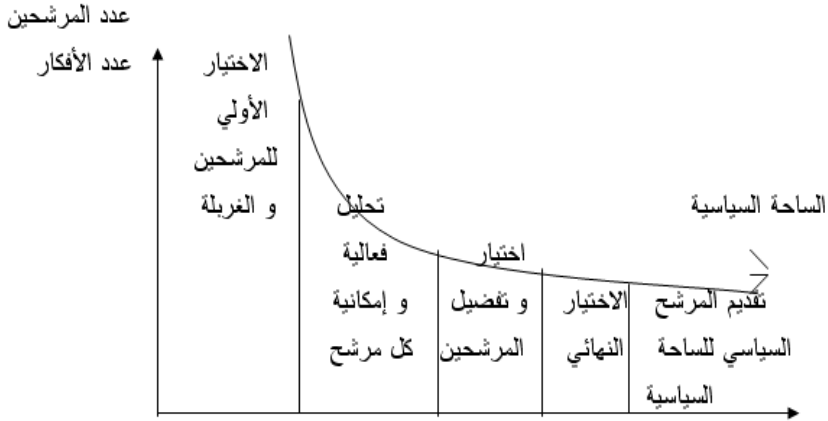 عدد المرشحين
عدد الأفكار
الاختيار
الأولي
للمرشحين
و الغربلة
تحليل
فعالية
و إمكانية
كل مرشح
اختيار
و تفضيل
المرشحين
الاختيار
النهائي
الساحة السياسية
تقديم المرشح
السياسي للساحة
السياسية